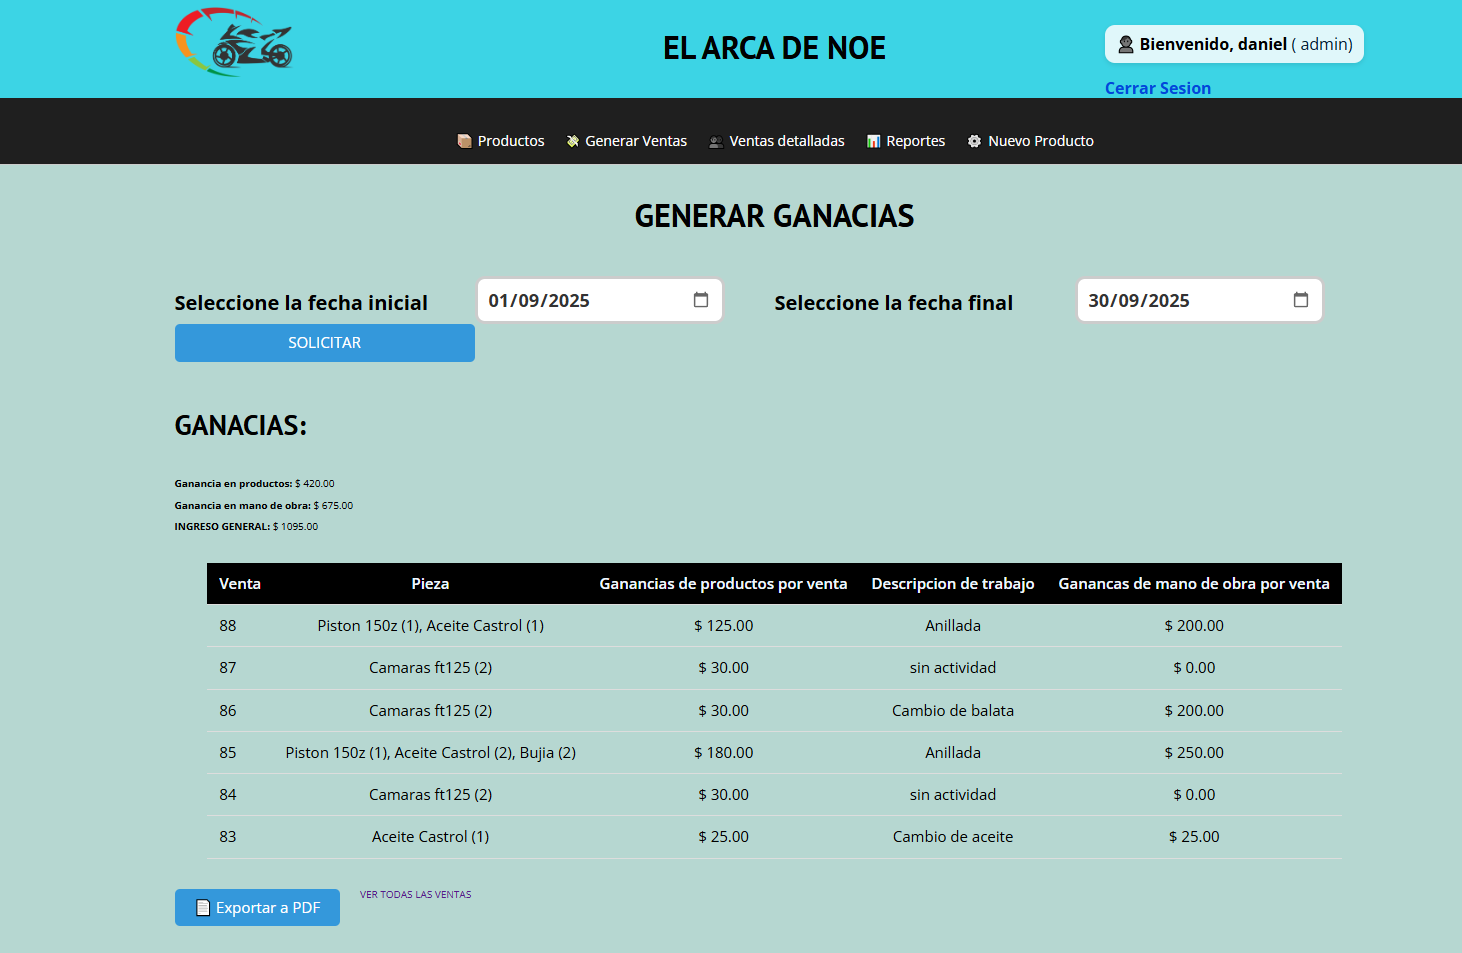 EL ARCA DE NOE
Bienvenido, daniel ( admin)
Cerrar Sesion
Productos Generar Ventas Ventas detalladas Reportes Nuevo Producto
GENERAR GANACIAS
Seleccione la fecha inicial 01/09/2025 Seleccione la fecha final 30/09/2025
SOLICITAR
GANACIAS:
Ganancia en productos: $ 420.00
Ganancia en mano de obra: $ 675.00
INGRESO GENERAL: $ 1095.00
Venta Pieza Ganancias de productos por venta Descripcion de trabajo Ganancas de mano de obra por venta
88 Piston 150z (1), Aceite Castrol (1) $ 125.00 Anillada $ 200.00
87 Camaras ft125 (2) $ 30.00 sin actividad $ 0.00
86 Camaras ft125 (2) $ 30.00 Cambio de balata $ 200.00
85 Piston 150z (1), Aceite Castrol (2), Bujia (2) $ 180.00 Anillada $ 250.00
84 Camaras ft125 (2) $ 30.00 sin actividad $ 0.00
83 Aceite Castrol (1) $ 25.00 Cambio de aceite $ 25.00
Exportar a PDF VER TODAS LAS VENTAS